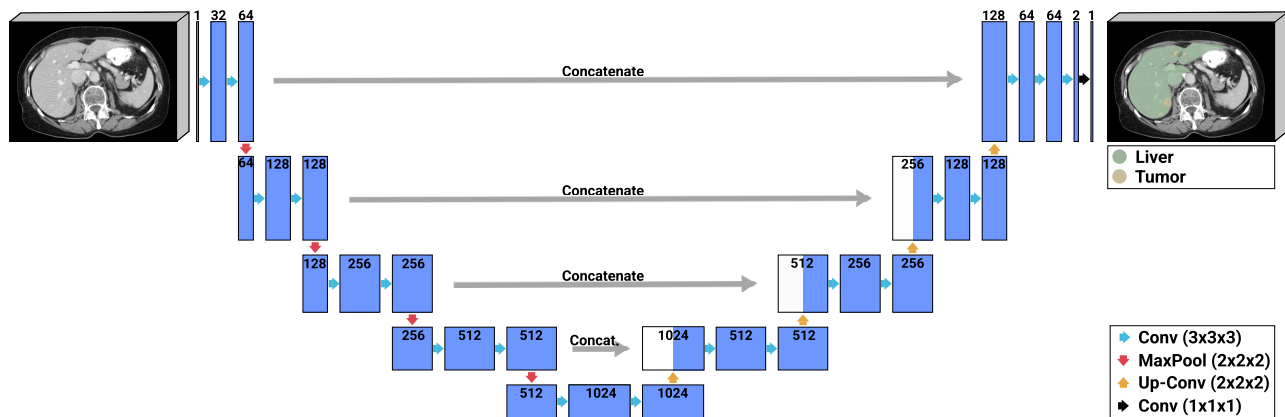 1 32 64
Concatenate
128 64 64 2 1
64 128 128
Concatenate
256 128 128
Liver
Tumor
128 256 256
Concatenate
512 256 256
256 512 512
Concat.
1024 512 512
512 1024 1024
Conv (3x3x3)
MaxPool (2x2x2)
Up-Conv (2x2x2)
Conv (1x1x1)